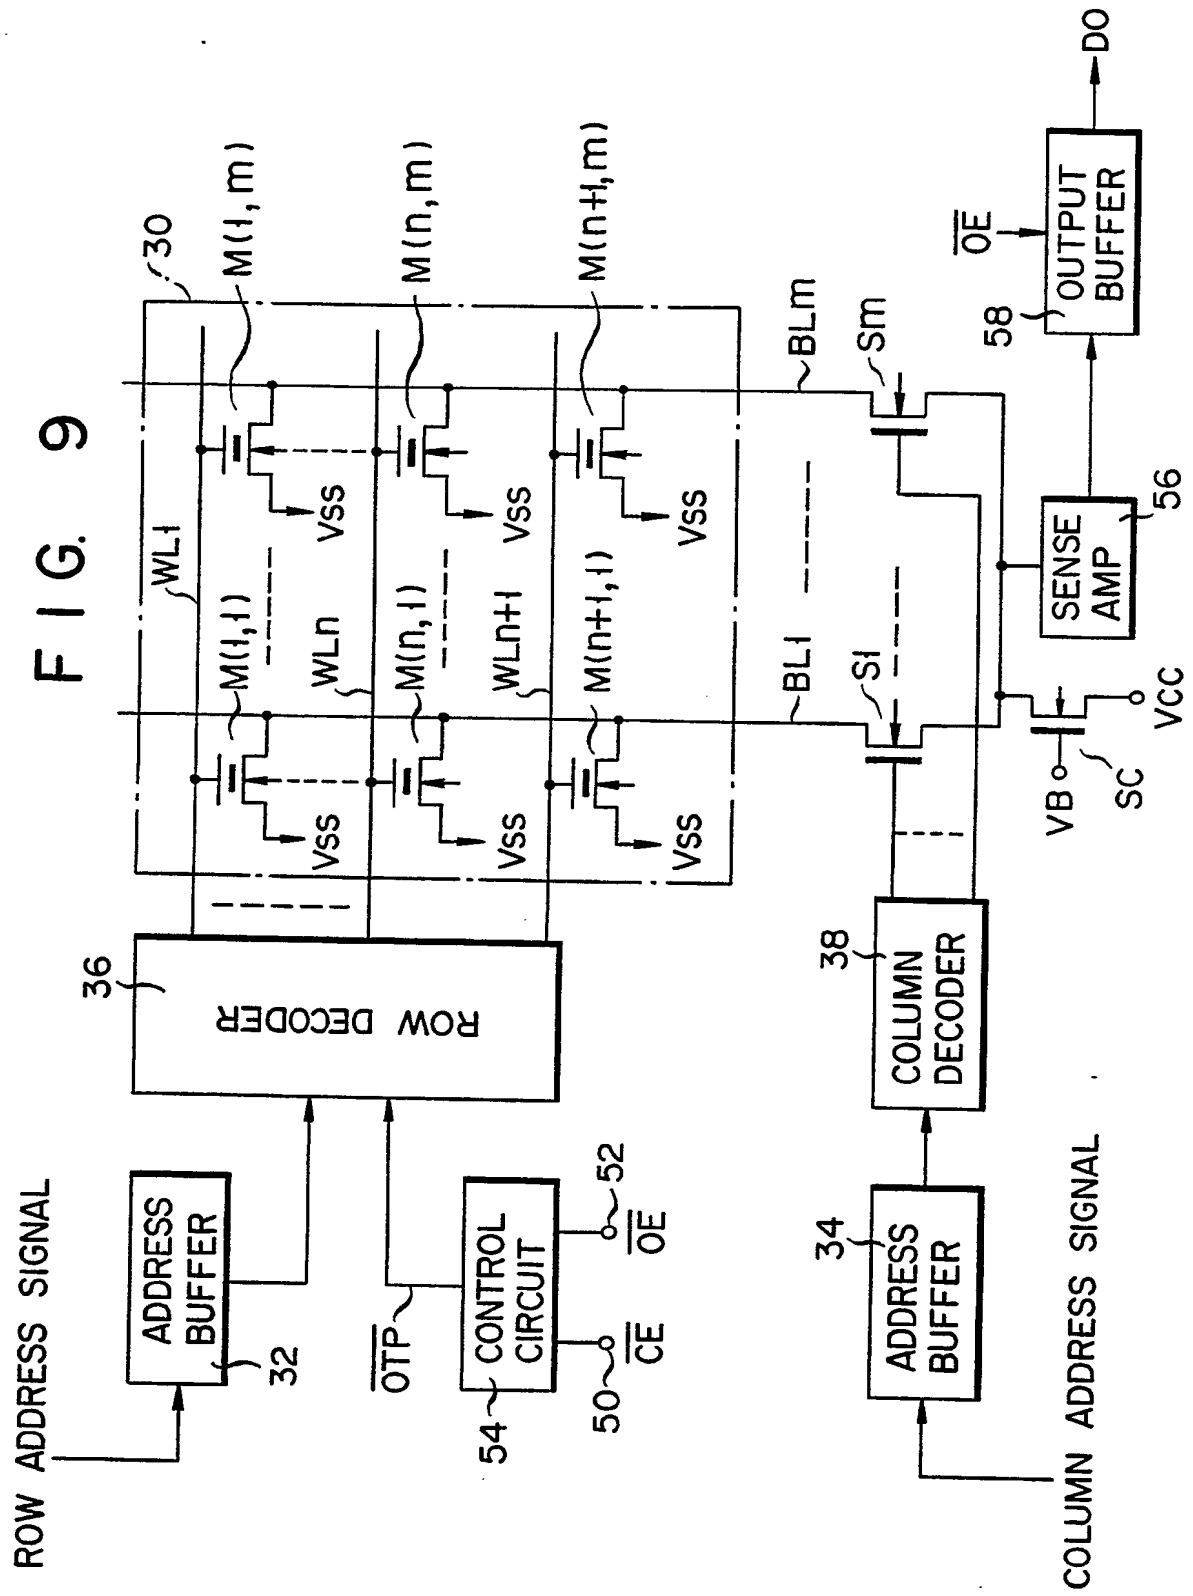 FIG. 9
30
WL1
M(1,1)
M(1,m)
VSS
VSS
WLn
M(n,1)
M(n,m)
VSS
VSS
WLn+1
M(n+1,1)
M(n+1,m)
VSS
VSS
36
ROW DECODER
ROW ADDRESS SIGNAL
ADDRESS
BUFFER
32
OTP
CONTROL
CIRCUIT
54
50
CE
52
OE
BL1
BLm
S1
Sm
38
COLUMN
DECODER
34
ADDRESS
BUFFER
COLUMN ADDRESS SIGNAL
VB
SC
VCC
SENSE
AMP
56
58
OUTPUT
BUFFER
OE
DO